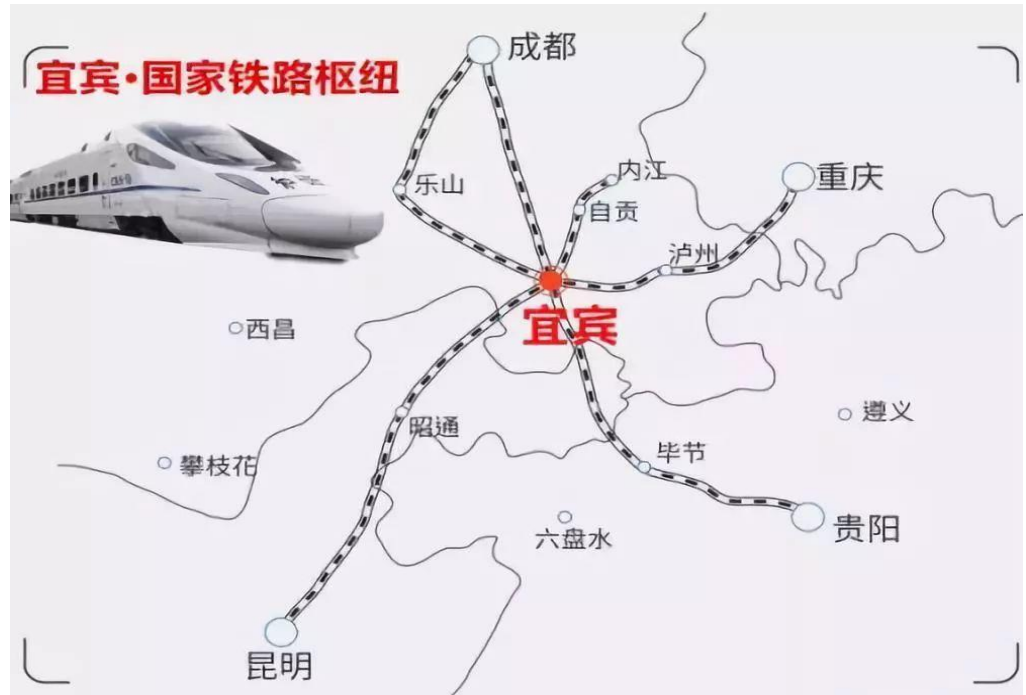 成都
宜宾·国家铁路枢纽
内江
重庆
乐山
自贡
泸州
宜宾
西昌
遵义
昭通
毕节
攀枝花
贵阳
六盘水
昆明